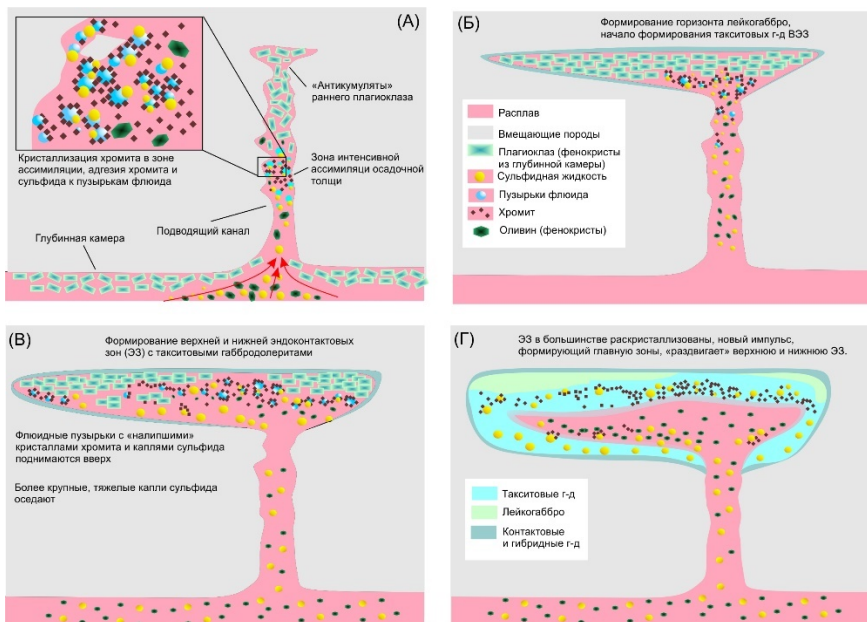 (А)
«Антикумуляты»
раннего плагиоклаза
Кристаллизация хромита в зоне
ассимиляции, адгезия хромита и
сульфида к пузырькам флюида
Зона интенсивной
ассимиляци осадочной
толщи
Подводящий канал
Глубинная камера
(Б)
Формирование горизонта лейкогаббро,
начало формирования такситовых г-д ВЭЗ
Расплав
Вмещающие породы
Плагиоклаз (фенокристы
из глубинной камеры)
Сульфидная жидкость
Пузырьки флюида
Хромит
Оливин (фенокристы)
(В)
Формирование верхней и нижней эндоконтактовых
зон (ЭЗ) с такситовыми габбродолеритами
Флюидные пузырьки с «налипшими»
кристаллами хромита и каплями сульфида
поднимаются вверх
Более крупные, тяжелые капли сульфида
оседают
(Г)
ЭЗ в большинстве раскристаллизованы, новый импульс,
формирующий главную зоны, «раздвигает» верхнюю и нижнюю ЭЗ.
Такситовые г-д
Лейкогаббро
Контактовые
и гибридные г-д